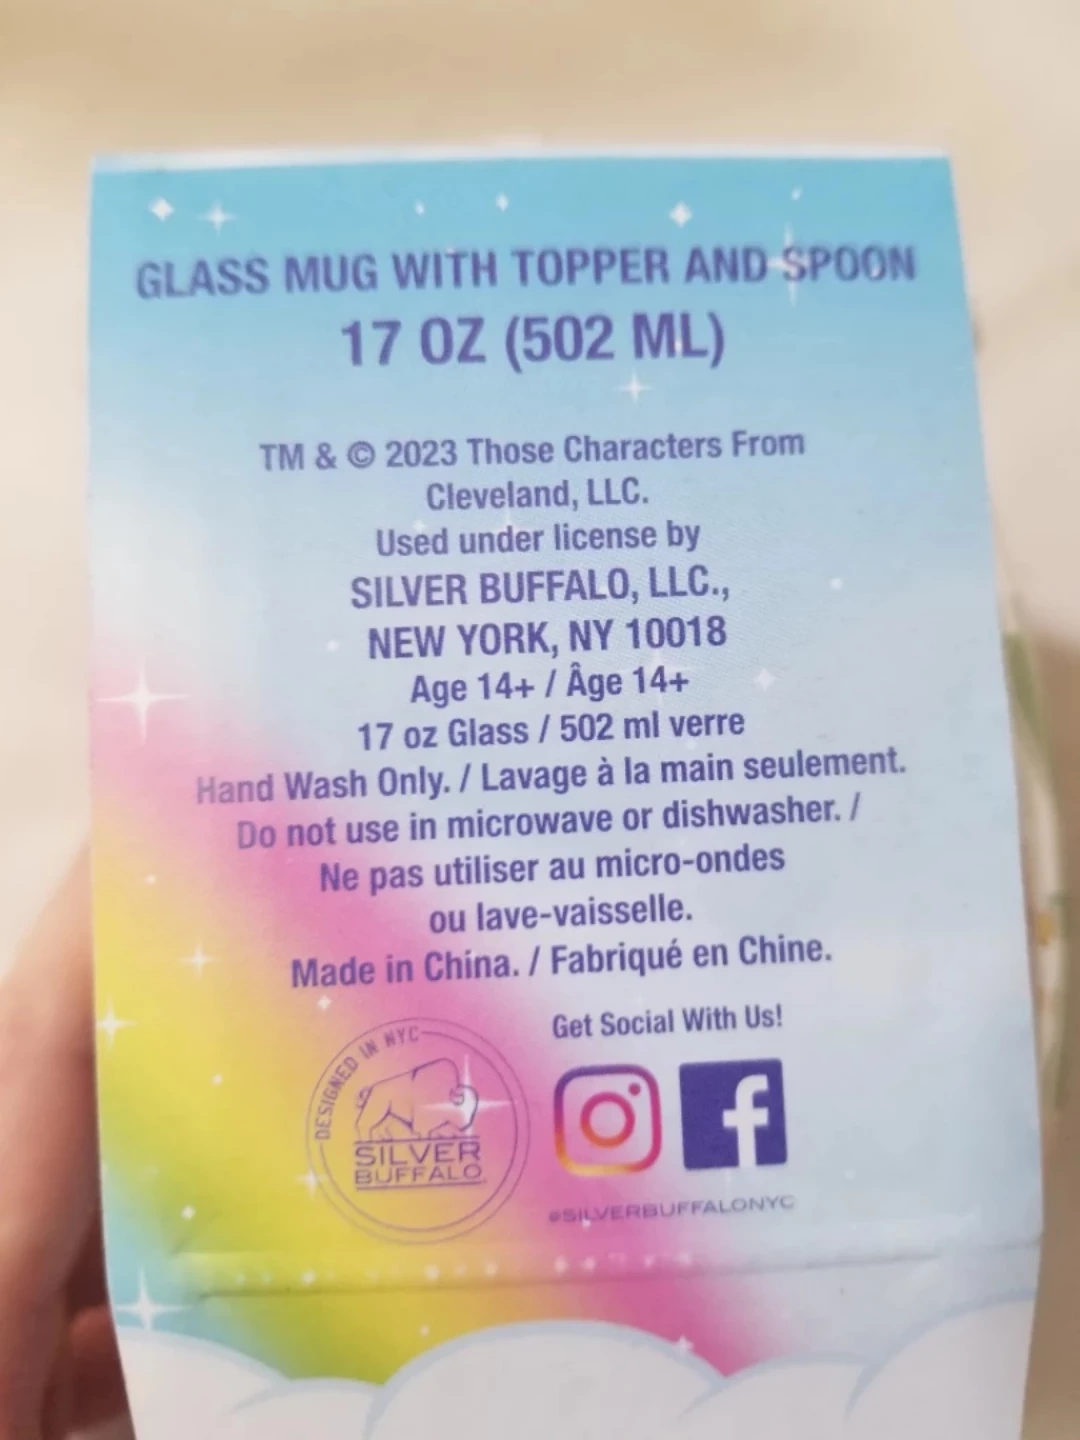 GLASS MUG WITH TOPPER AND SPOON
17 OZ (502 ML)
TM & © 2023 Those Characters From
Cleveland, LLC.
Used under license by
SILVER BUFFALO, LLC.,
NEW YORK, NY 10018
Age 14+ / Âge 14+
17 oz Glass / 502 ml verre
Hand Wash Only. / Lavage à la main seulement.
Do not use in microwave or dishwasher. /
Ne pas utiliser au micro-ondes
ou lave-vaisselle.
Made in China. / Fabriqué en Chine.
Get Social With Us!
DESIGNED IN NYC
SILVER
BUFFALO
@SILVERBUFFALONYC